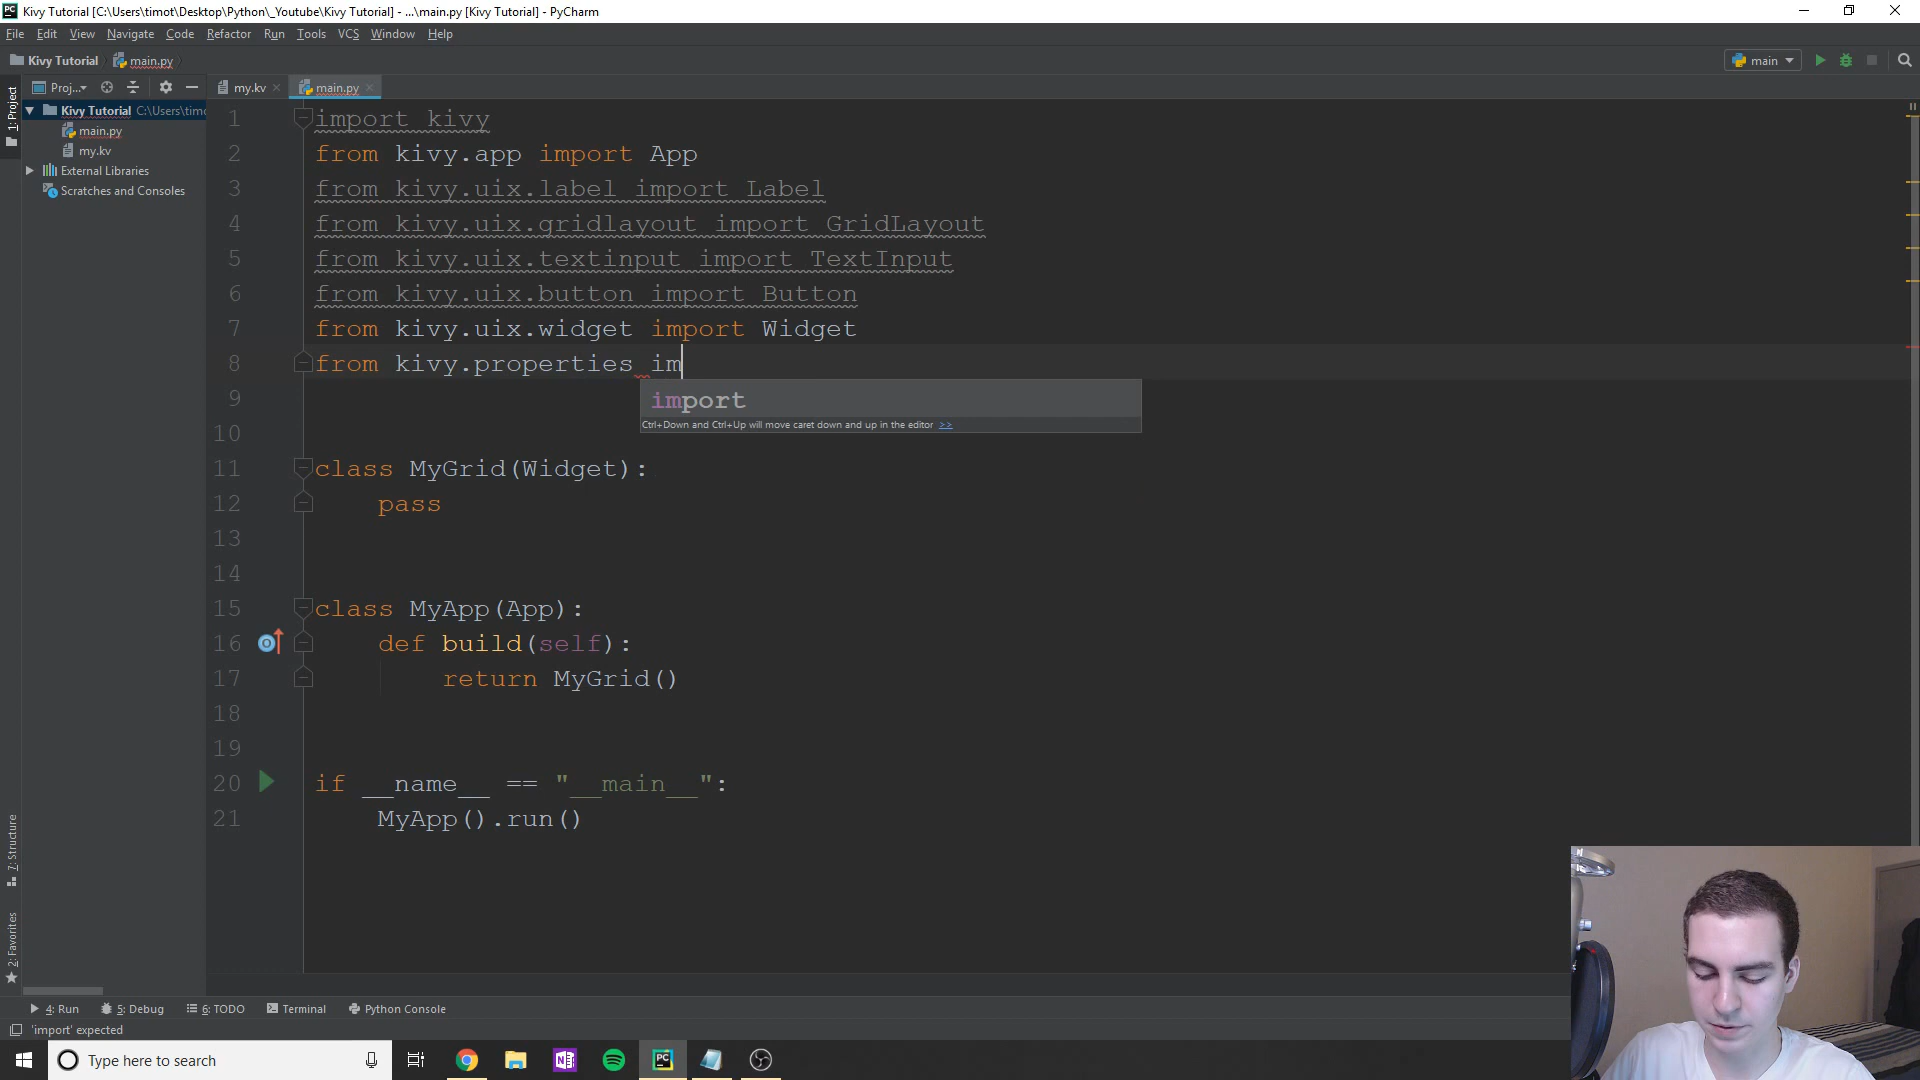 Kivy Tutorial [C:\Users\timot\Desktop\Python\_Youtube\Kivy Tutorial] - ...\main.py [Kivy Tutorial] - PyCharm
File Edit View Navigate Code Refactor Run Tools VCS Window Help
Kivy Tutorial main.py main
Proj... my.kv main.py
1: Project
Kivy Tutorial C:\Users\timo
main.py
my.kv
External Libraries
Scratches and Consoles
1 import kivy
2 from kivy.app import App
3 from kivy.uix.label import Label
4 from kivy.uix.gridlayout import GridLayout
5 from kivy.uix.textinput import TextInput
6 from kivy.uix.button import Button
7 from kivy.uix.widget import Widget
8 from kivy.properties im
9 import
Ctrl+Down and Ctrl+Up will move caret down and up in the editor >>
10
11 class MyGrid(Widget):
12 pass
13
14
15 class MyApp(App):
16 def build(self):
17 return MyGrid()
18
19
20 if __name__ == "__main__":
21 MyApp().run()
7: Structure
2: Favorites
4: Run 5: Debug 6: TODO Terminal Python Console
'import' expected
Type here to search